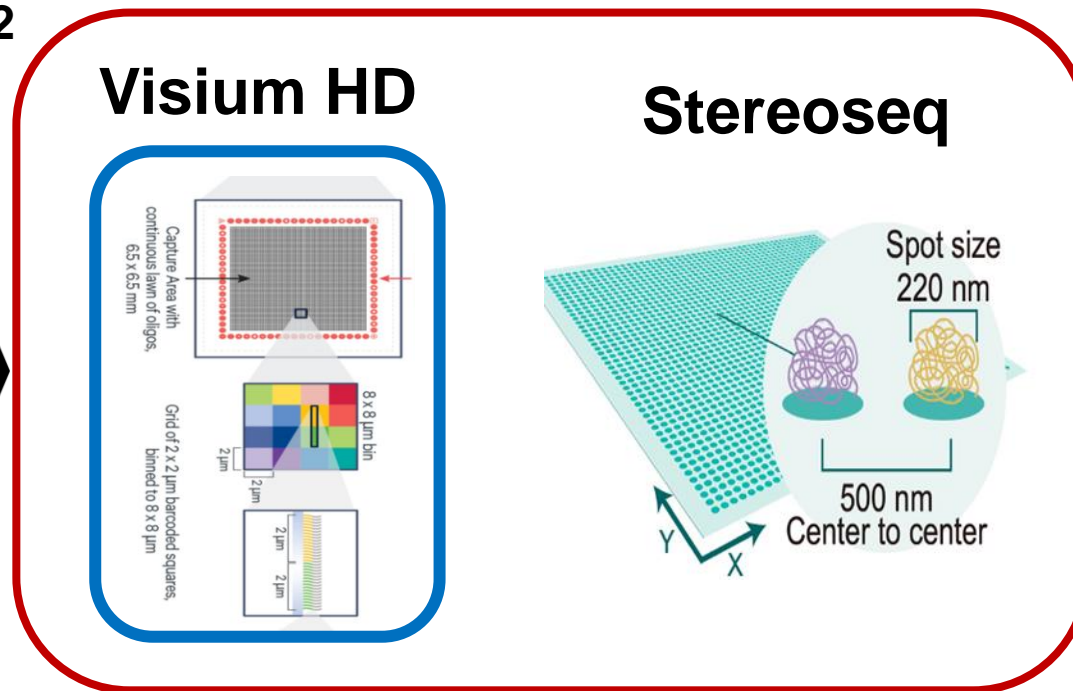 2
Visium HD
Stereoseq
Capture Area with
continuous lawn of oligos,
6.5 x 6.5 mm
8 x 8 µm bin
2 µm
2 µm
Grid of 2 x 2 µm barcoded squares,
binned to 8 x 8 µm
2 µm
2 µm
Spot size
220 nm
500 nm
Center to center
Y
X